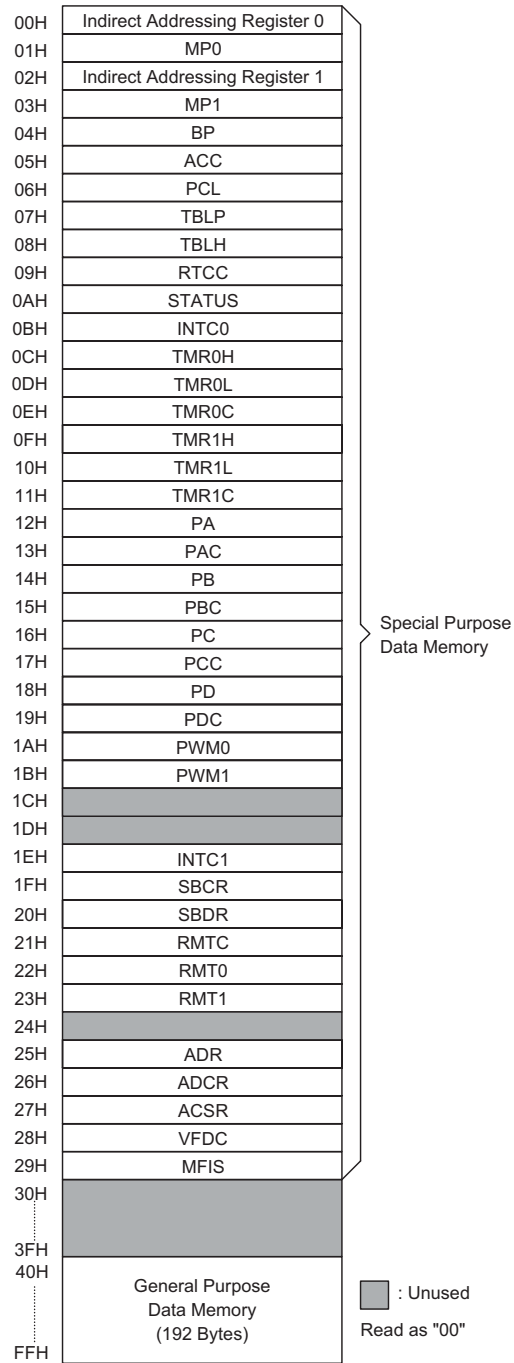 00H Indirect Addressing Register 0
01H MP0
02H Indirect Addressing Register 1
03H MP1
04H BP
05H ACC
06H PCL
07H TBLP
08H TBLH
09H RTCC
0AH STATUS
0BH INTC0
0CH TMR0H
0DH TMR0L
0EH TMR0C
0FH TMR1H
10H TMR1L
11H TMR1C
12H PA
13H PAC
14H PB
15H PBC
16H PC
17H PCC
18H PD
19H PDC
1AH PWM0
1BH PWM1
1CH
1DH
1EH INTC1
1FH SBCR
20H SBDR
21H RMTC
22H RMT0
23H RMT1
24H
25H ADR
26H ADCR
27H ACSR
28H VFDC
29H MFIS
30H
3FH
40H
FFH
General Purpose
Data Memory
(192 Bytes)
Special Purpose
Data Memory
: Unused
Read as "00"